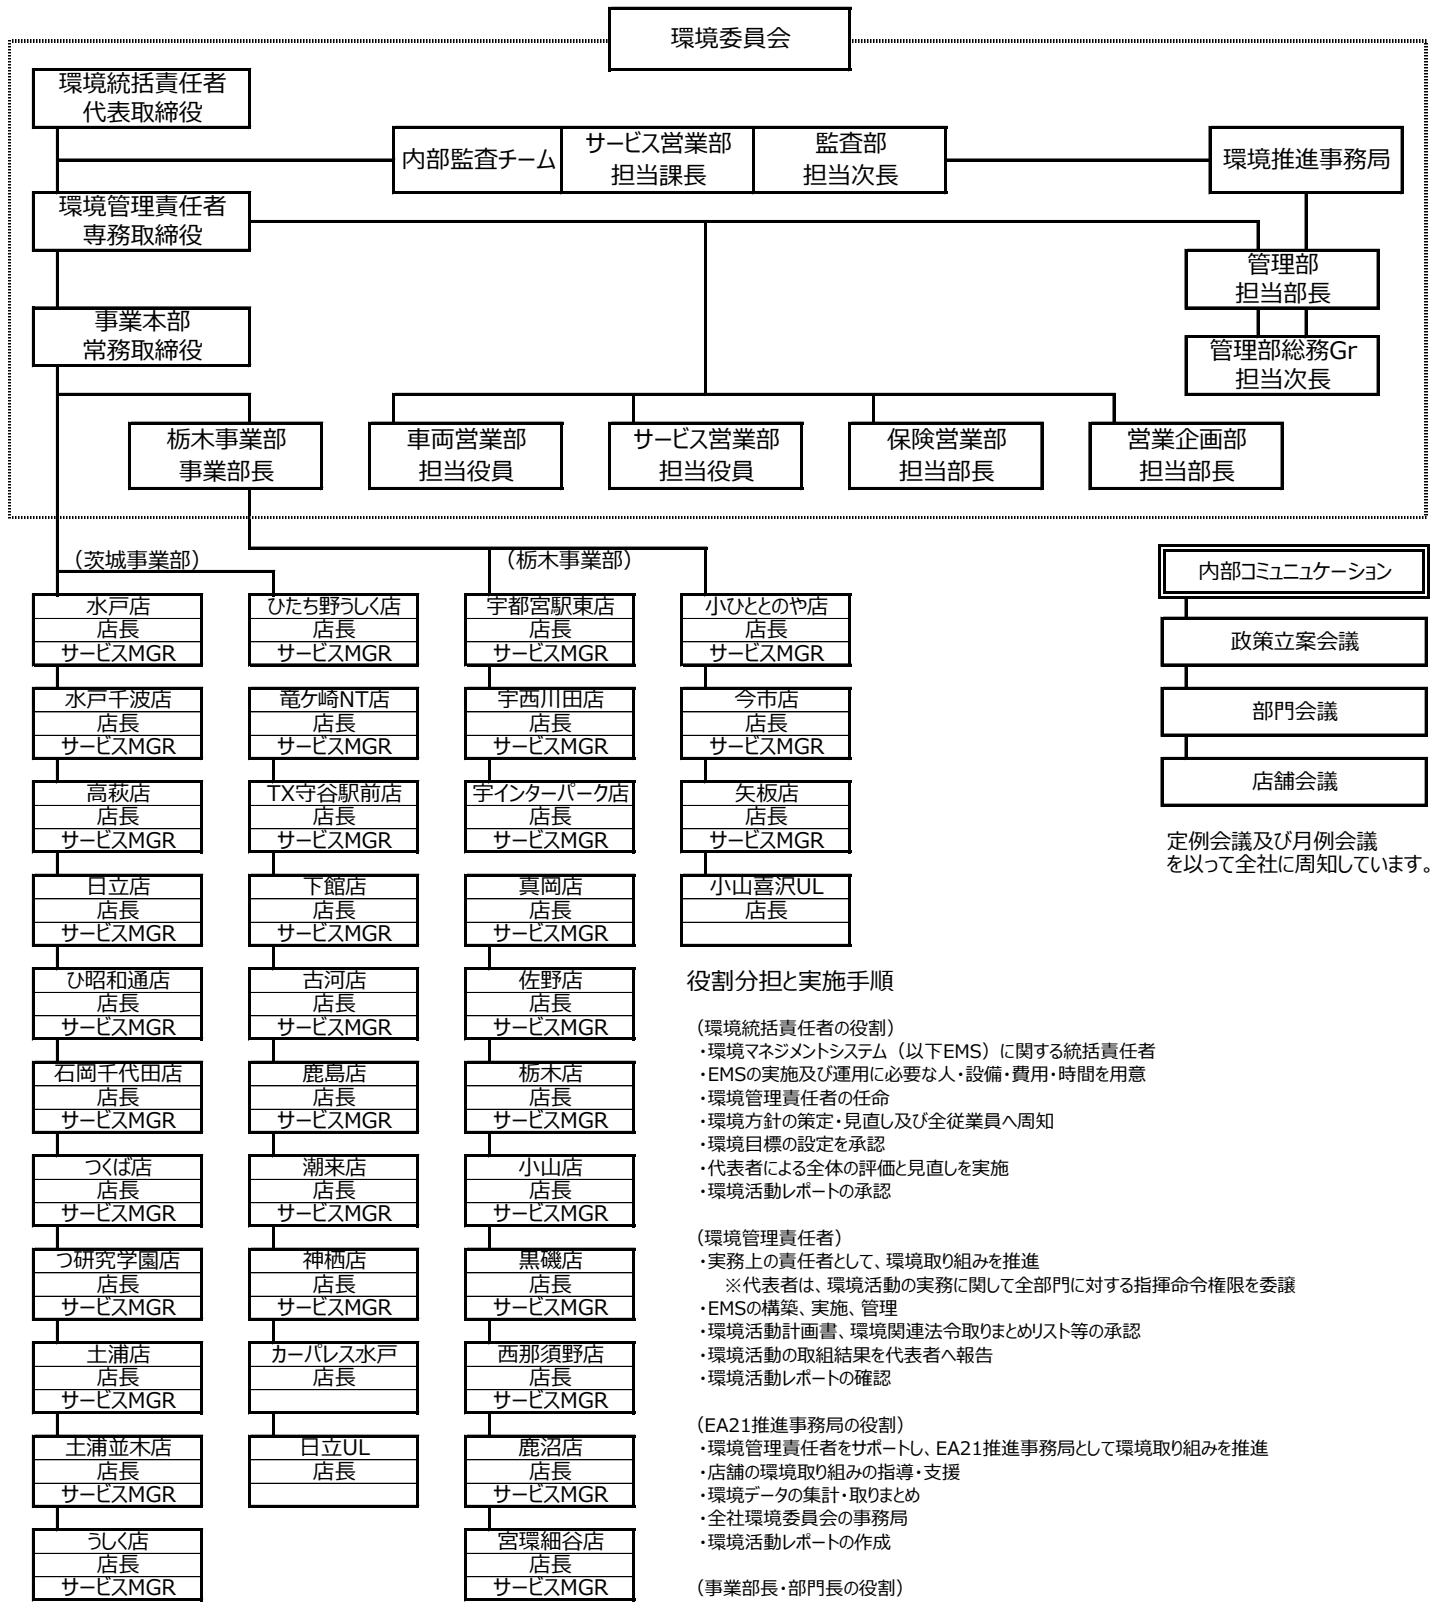 環境委員会
環境統括責任者
代表取締役
内部監査チーム
サービス営業部
担当課長
監査部
担当次長
環境推進事務局
環境管理責任者
専務取締役
管理部
担当部長
事業本部
常務取締役
管理部総務Gr
担当次長
栃木事業部
事業部長
車両営業部
担当役員
サービス営業部
担当役員
保険営業部
担当部長
営業企画部
担当部長
（茨城事業部）
水戸店
店長
サービスMGR
水戸千波店
店長
サービスMGR
高萩店
店長
サービスMGR
日立店
店長
サービスMGR
ひ昭和通店
店長
サービスMGR
石岡千代田店
店長
サービスMGR
つくば店
店長
サービスMGR
つ研究学園店
店長
サービスMGR
土浦店
店長
サービスMGR
土浦並木店
店長
サービスMGR
うしく店
店長
サービスMGR
ひたち野うしく店
店長
サービスMGR
竜ケ崎NT店
店長
サービスMGR
TX守谷駅前店
店長
サービスMGR
下館店
店長
サービスMGR
古河店
店長
サービスMGR
鹿島店
店長
サービスMGR
潮来店
店長
サービスMGR
神栖店
店長
サービスMGR
カーパレス水戸
店長
日立UL
店長
（栃木事業部）
宇都宮駅東店
店長
サービスMGR
宇西川田店
店長
サービスMGR
宇インターパーク店
店長
サービスMGR
真岡店
店長
サービスMGR
佐野店
店長
サービスMGR
栃木店
店長
サービスMGR
小山店
店長
サービスMGR
黒磯店
店長
サービスMGR
西那須野店
店長
サービスMGR
鹿沼店
店長
サービスMGR
宮環細谷店
店長
サービスMGR
小ひととのや店
店長
サービスMGR
今市店
店長
サービスMGR
矢板店
店長
サービスMGR
小山喜沢UL
店長
内部コミュニュケーション
政策立案会議
部門会議
店舗会議
定例会議及び月例会議
を以って全社に周知しています。
役割分担と実施手順
（環境統括責任者の役割）
・環境マネジメントシステム（以下EMS）に関する統括責任者
・EMSの実施及び運用に必要な人・設備・費用・時間を用意
・環境管理責任者の任命
・環境方針の策定・見直し及び全従業員へ周知
・環境目標の設定を承認
・代表者による全体の評価と見直しを実施
・環境活動レポートの承認
（環境管理責任者）
・実務上の責任者として、環境取り組みを推進
※代表者は、環境活動の実務に関して全部門に対する指揮命令権限を委譲
・EMSの構築、実施、管理
・環境活動計画書、環境関連法令取りまとめリスト等の承認
・環境活動の取組結果を代表者へ報告
・環境活動レポートの確認
（EA21推進事務局の役割）
・環境管理責任者をサポートし、EA21推進事務局として環境取り組みを推進
・店舗の環境取り組みの指導・支援
・環境データの集計・取りまとめ
・全社環境委員会の事務局
・環境活動レポートの作成
（事業部長・部門長の役割）